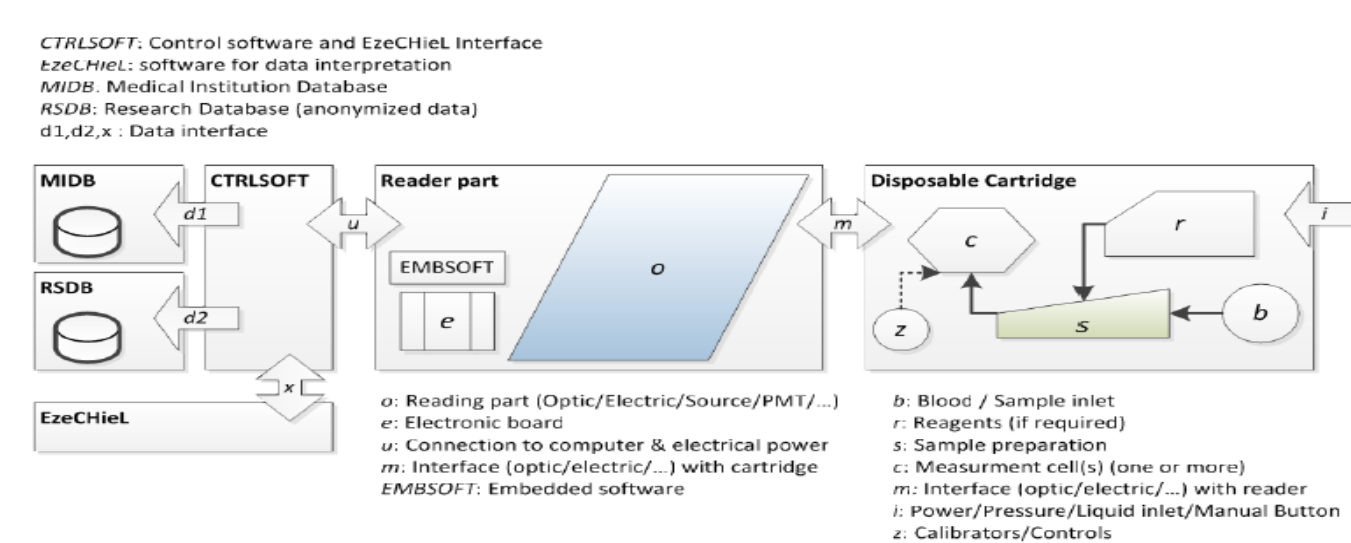 CTRLSOFT: Control software and EzeCHieL Interface
EzeCHieL: software for data interpretation
MIDB: Medical Institution Database
RSDB: Research Database (anonymized data)
d1,d2,x : Data interface
MIDB
CTRLSOFT
Reader part
Disposable Cartridge
d1
u
m
i
c
r
EMBSOFT
o
RSDB
d2
e
z
s
b
x
EzeCHieL
o: Reading part (Optic/Electric/Source/PMT/...)
e: Electronic board
u: Connection to computer & electrical power
m: Interface (optic/electric/...) with cartridge
EMBSOFT: Embedded software
b: Blood / Sample inlet
r: Reagents (if required)
s: Sample preparation
c: Measurment cell(s) (one or more)
m: Interface (optic/electric/...) with reader
i: Power/Pressure/Liquid inlet/Manual Button
z: Calibrators/Controls